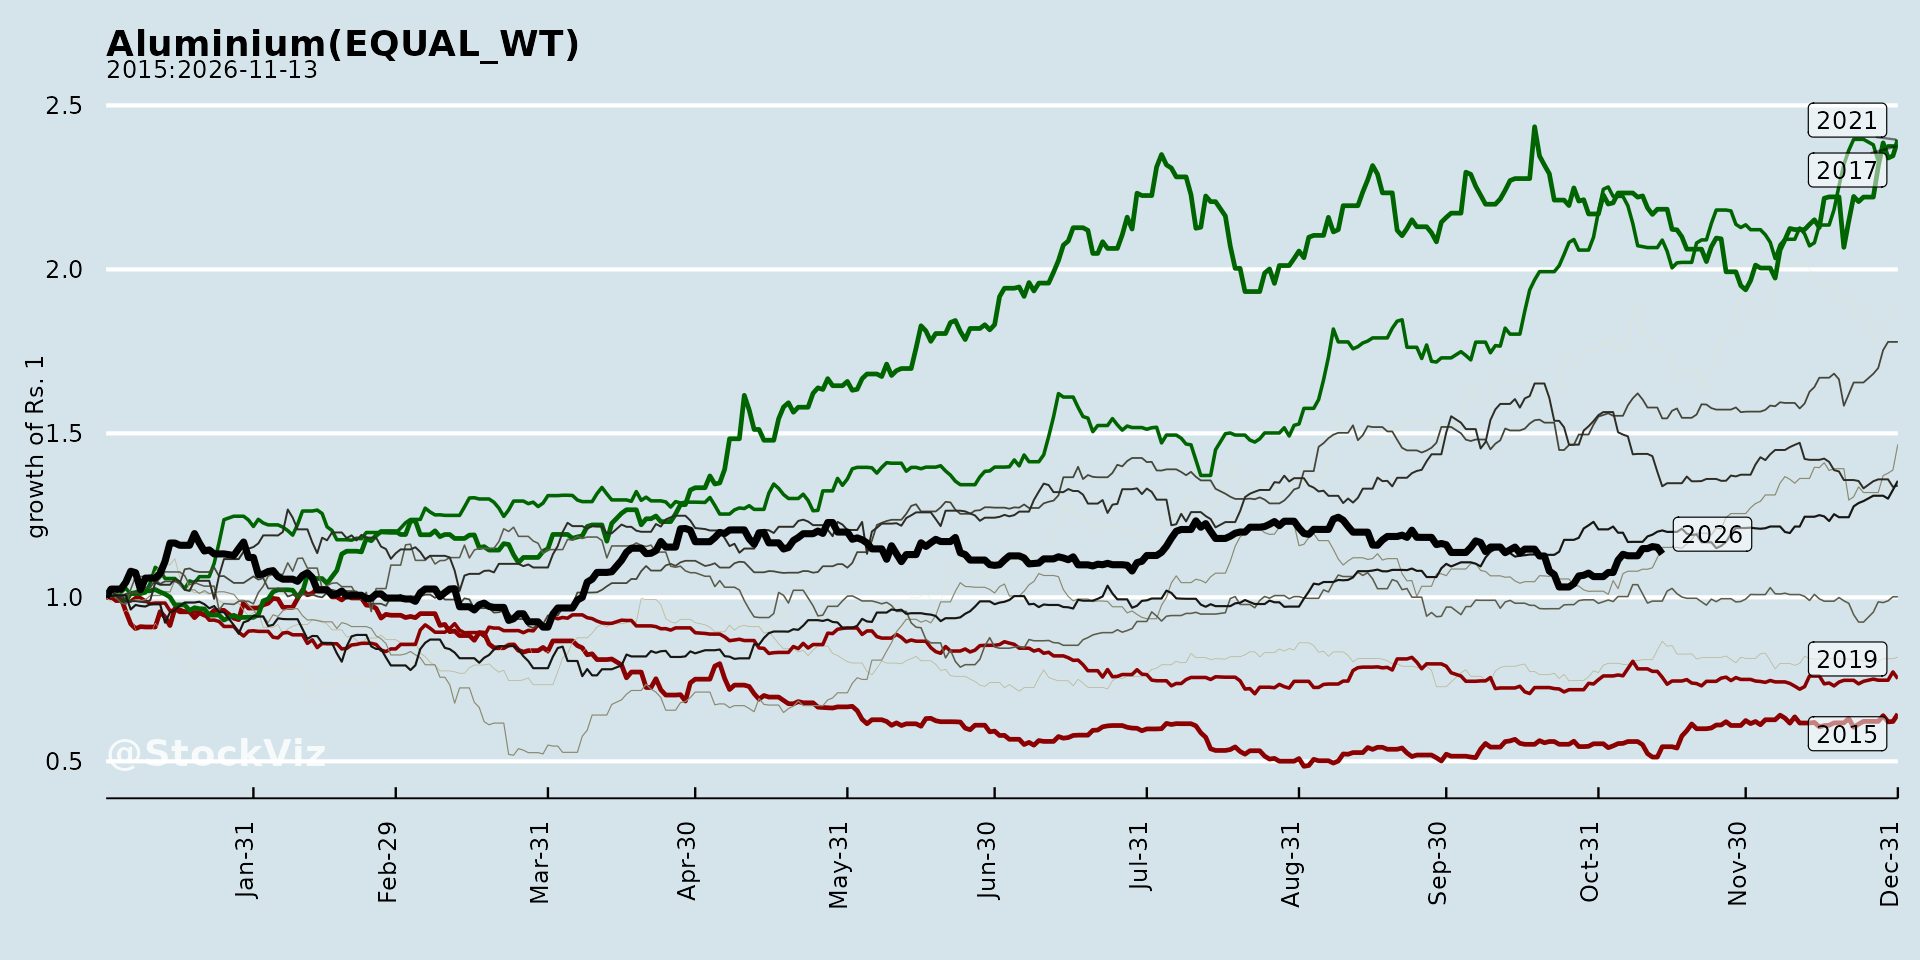 Aluminium(EQUAL_WT)
2015:2026-11-13
growth of Rs. 1
2.5
2.0
1.5
1.0
0.5
2021
2017
2026
2019
2015
@StockViz
Jan-31
Feb-29
Mar-31
Apr-30
May-31
Jun-30
Jul-31
Aug-31
Sep-30
Oct-31
Nov-30
Dec-31